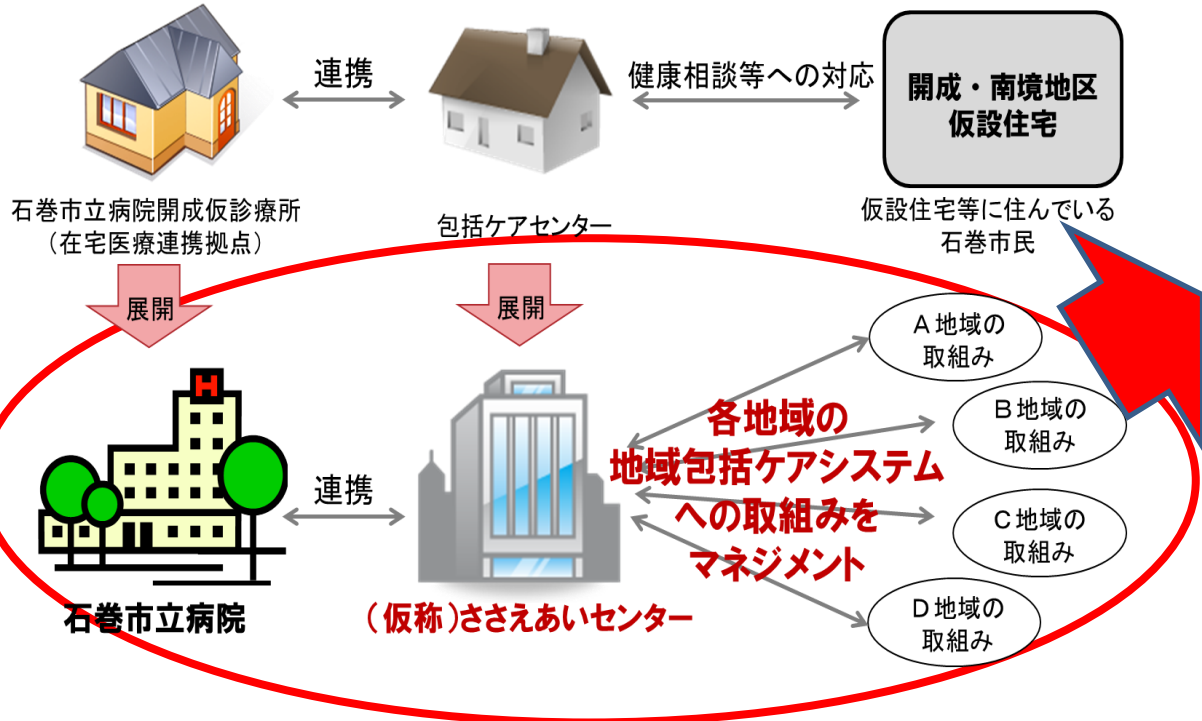 連携
健康相談等への対応
開成・南境地区
仮設住宅
石巻市立病院開成仮診療所
(在宅医療連携拠点)
包括ケアセンター
仮設住宅等に住んでいる
石巻市民
展開
展開
A地域の
取組み
B地域の
取組み
C地域の
取組み
D地域の
取組み
各地域の
地域包括ケアシステム
への取組みを
マネジメント
H
連携
石巻市立病院
(仮称)ささえあいセンター